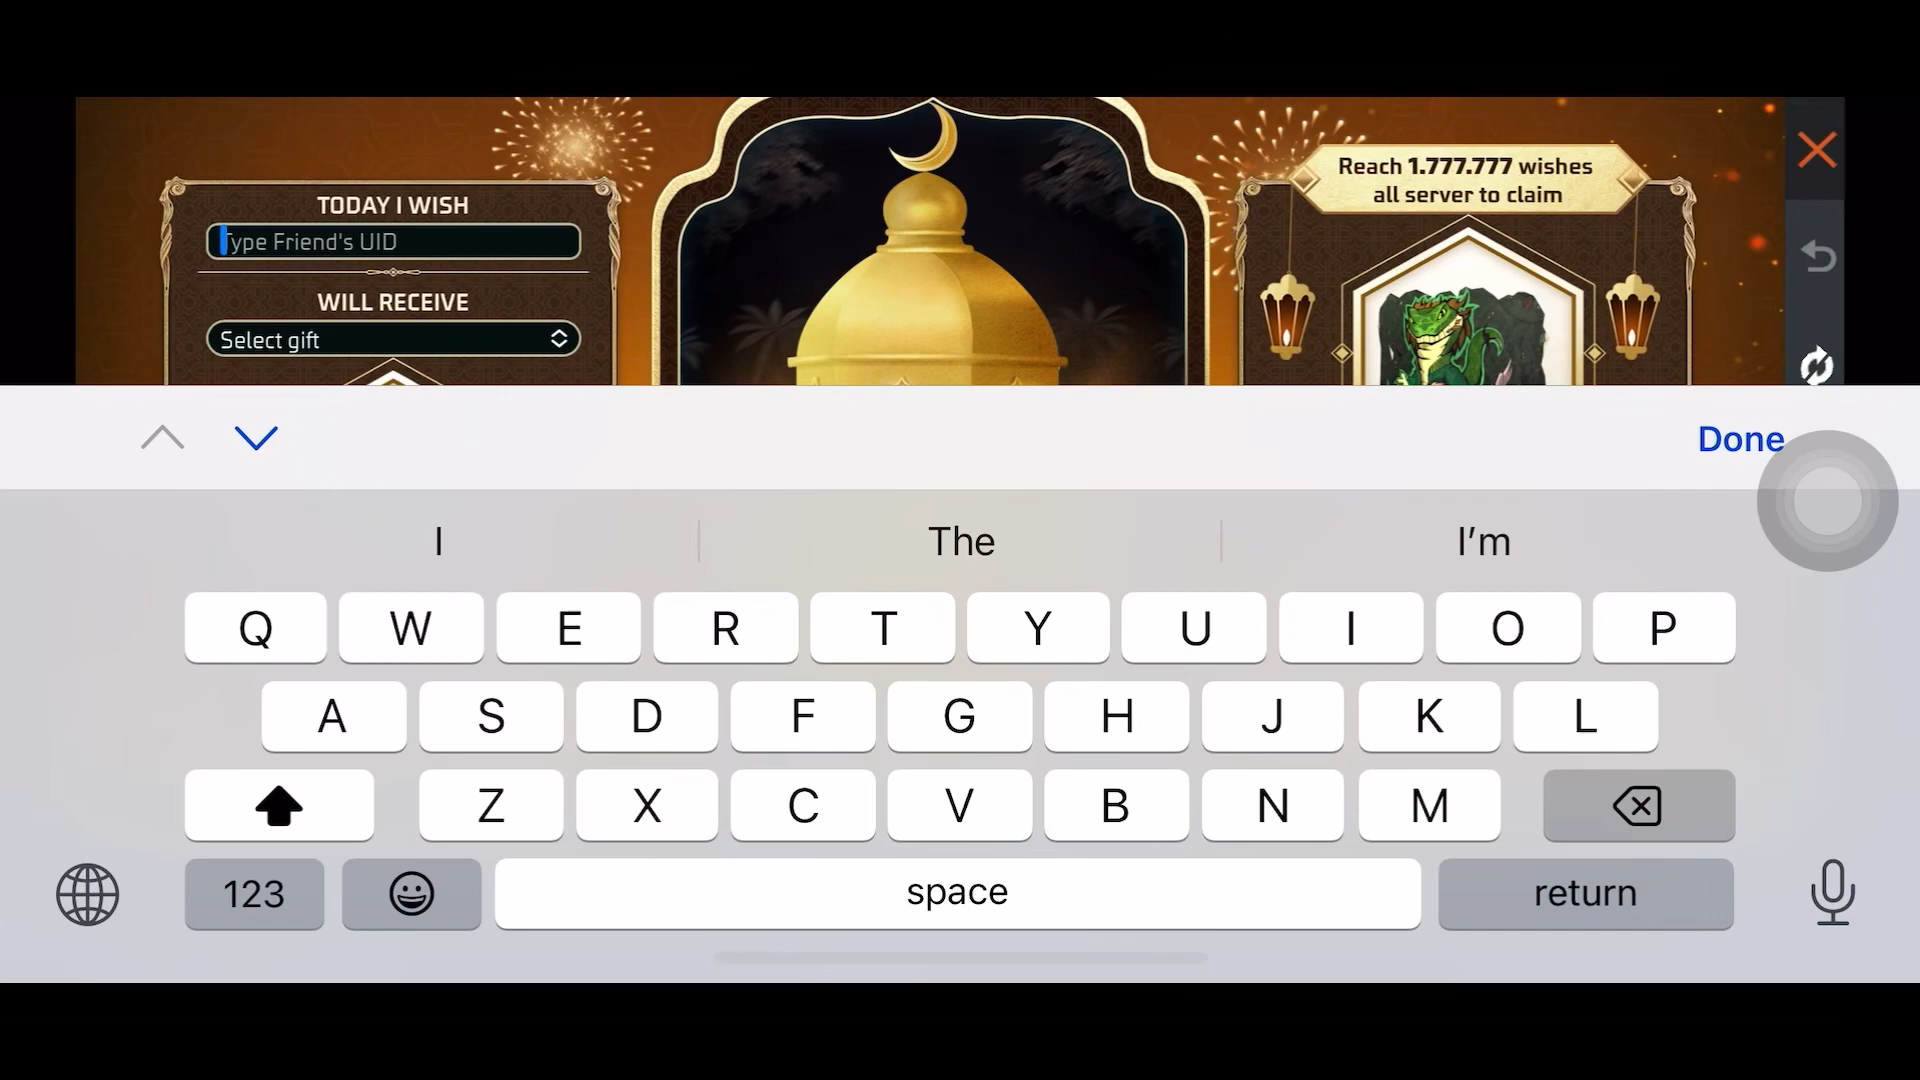 TODAY I WISH
Type Friend's UID
WILL RECEIVE
Select gift
Reach 1.777.777 wishes
all server to claim
Done
I
The
I'm
Q W E R T Y U I O P
A S D F G H J K L
Z X C V B N M
123
space
return